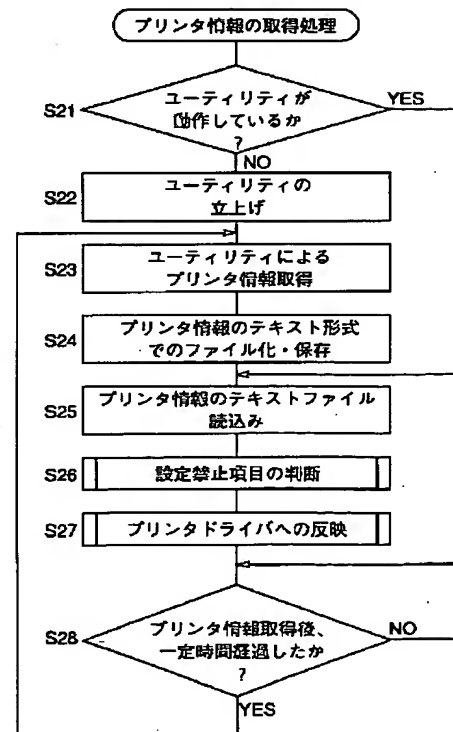 プリンタ情報の取得処理
S21
ユーティリティが
動作しているか
?
YES
NO
S22
ユーティリティの
立上げ
S23
ユーティリティによる
プリンタ情報取得
S24
プリンタ情報のテキスト形式
でのファイル化・保存
S25
プリンタ情報のテキストファイル
読込み
S26
設定禁止項目の判断
S27
プリンタドライバへの反映
S28
プリンタ情報取得後、
一定時間経過したか
?
NO
YES